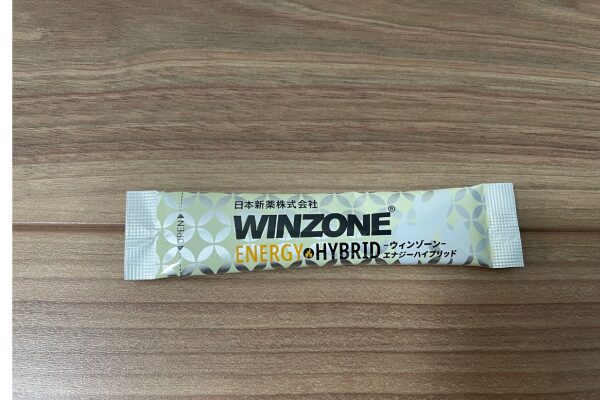 日本新薬株式会社
WINZONE®
ENERGY HYBRID
-ウィンゾーン-
エナジーハイブリッド
OPEN